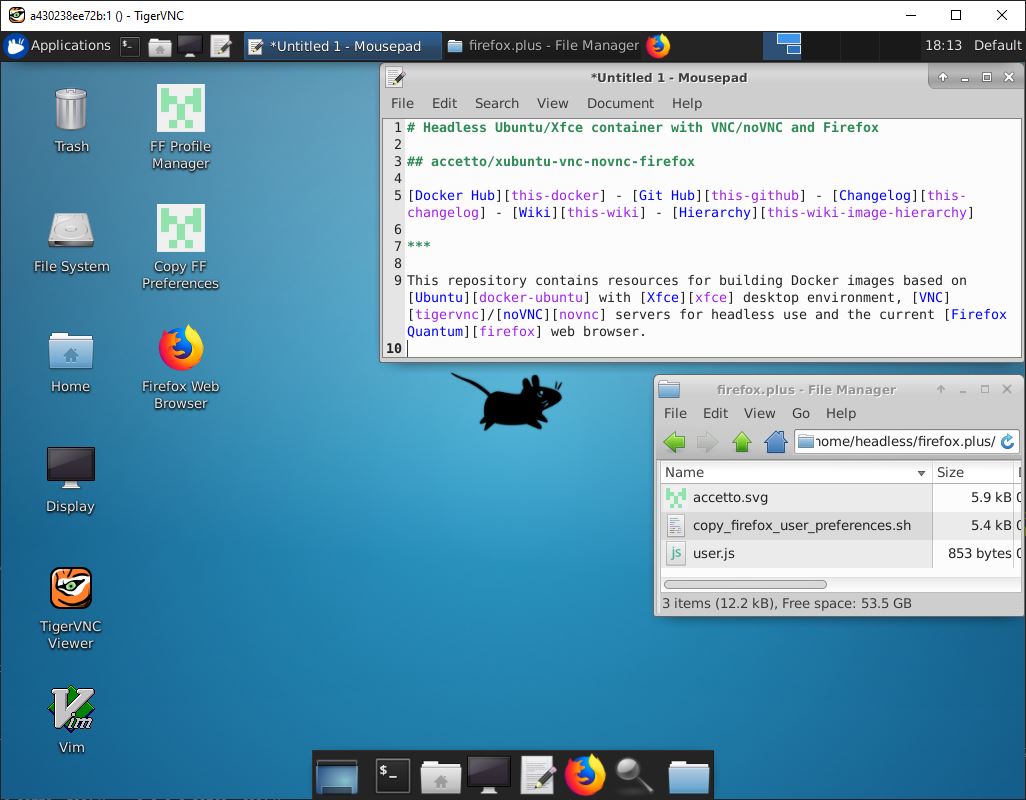 a430238ee72b:1 () - TigerVNC
Applications
*Untitled 1 - Mousepad
firefox.plus - File Manager
18:13 Default
Trash
FF Profile
Manager
File System
Copy FF
Preferences
Home
Firefox Web
Browser
Display
TigerVNC
Viewer
Vim
*Untitled 1 - Mousepad
File Edit Search View Document Help
1 # Headless Ubuntu/Xfce container with VNC/noVNC and Firefox
2
3 ## accetto/xubuntu-vnc-novnc-firefox
4
5 [Docker Hub][this-docker] - [Git Hub][this-github] - [Changelog][this-
changelog] - [Wiki][this-wiki] - [Hierarchy][this-wiki-image-hierarchy]
6
7 ***
8
9 This repository contains resources for building Docker images based on
[Ubuntu][docker-ubuntu] with [Xfce][xfce] desktop environment, [VNC]
[tigervnc]/[noVNC][novnc] servers for headless use and the current [Firefox
Quantum][firefox] web browser.
10
firefox.plus - File Manager
File Edit View Go Help
home/headless/firefox.plus/
Name Size
accetto.svg 5.9 kB
copy_firefox_user_preferences.sh 5.4 kB
js user.js 853 bytes
3 items (12.2 kB), Free space: 53.5 GB
$_